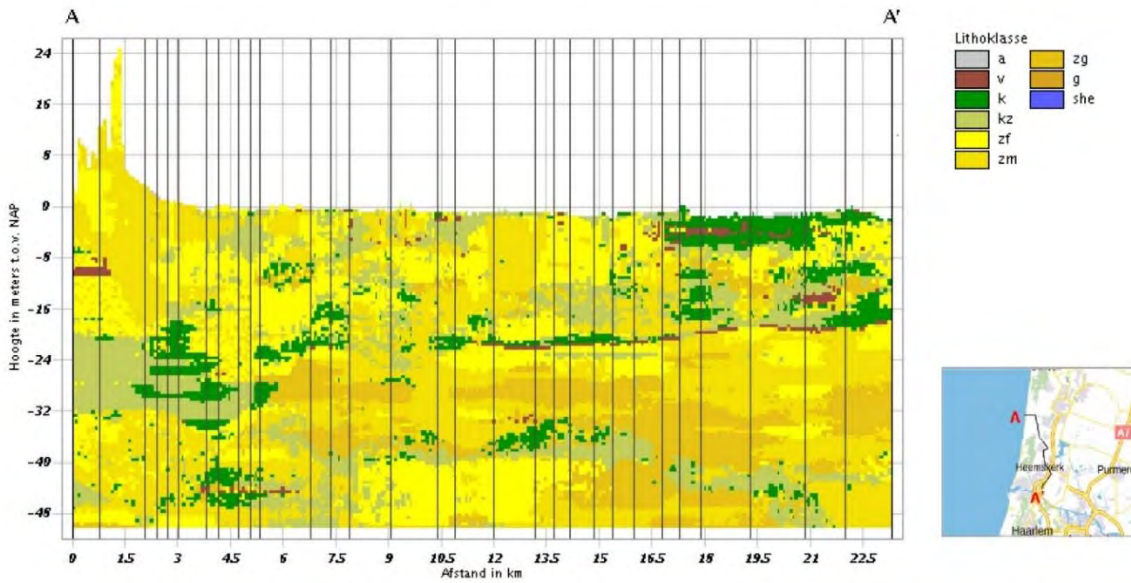 A
A'
24
16
8
0
-8
-16
-24
-32
-40
-48
Hoogte in meters t.o.v. NAP
0 1.5 3 4.5 6 7.5 9 10.5 12 13.5 15 16.5 18 19.5 21 22.5
Afstand in km
Lithoklasse
a
v
k
kz
zf
zm
zg
g
she
A
A7
Heemskerk
Purmer
A'
Haarlem